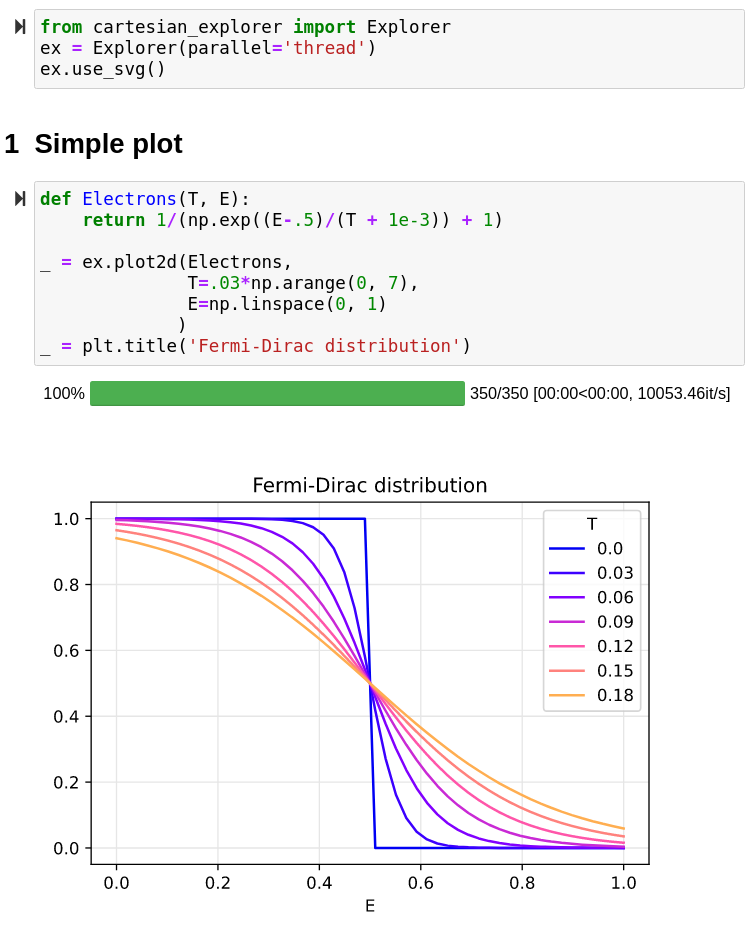 from cartesian_explorer import Explorer
ex = Explorer(parallel='thread')
ex.use_svg()
1 Simple plot
def Electrons(T, E):
    return 1/(np.exp((E-.5)/(T + 1e-3)) + 1)
_ = ex.plot2d(Electrons,
              T=.03*np.arange(0, 7),
              E=np.linspace(0, 1)
             )
_ = plt.title('Fermi-Dirac distribution')
100% 350/350 [00:00<00:00, 10053.46it/s]
Fermi-Dirac distribution
1.0
0.8
0.6
0.4
0.2
0.0
T
0.0
0.03
0.06
0.09
0.12
0.15
0.18
0.0 0.2 0.4 0.6 0.8 1.0
E